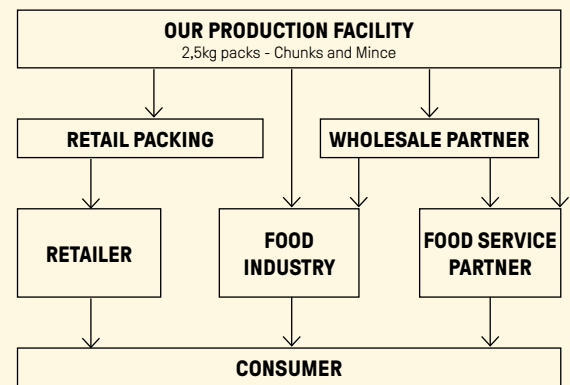 OUR PRODUCTION FACILITY
2,5kg packs - Chunks and Mince
RETAIL PACKING
WHOLESALE PARTNER
RETAILER
FOOD
INDUSTRY
FOOD SERVICE
PARTNER
CONSUMER